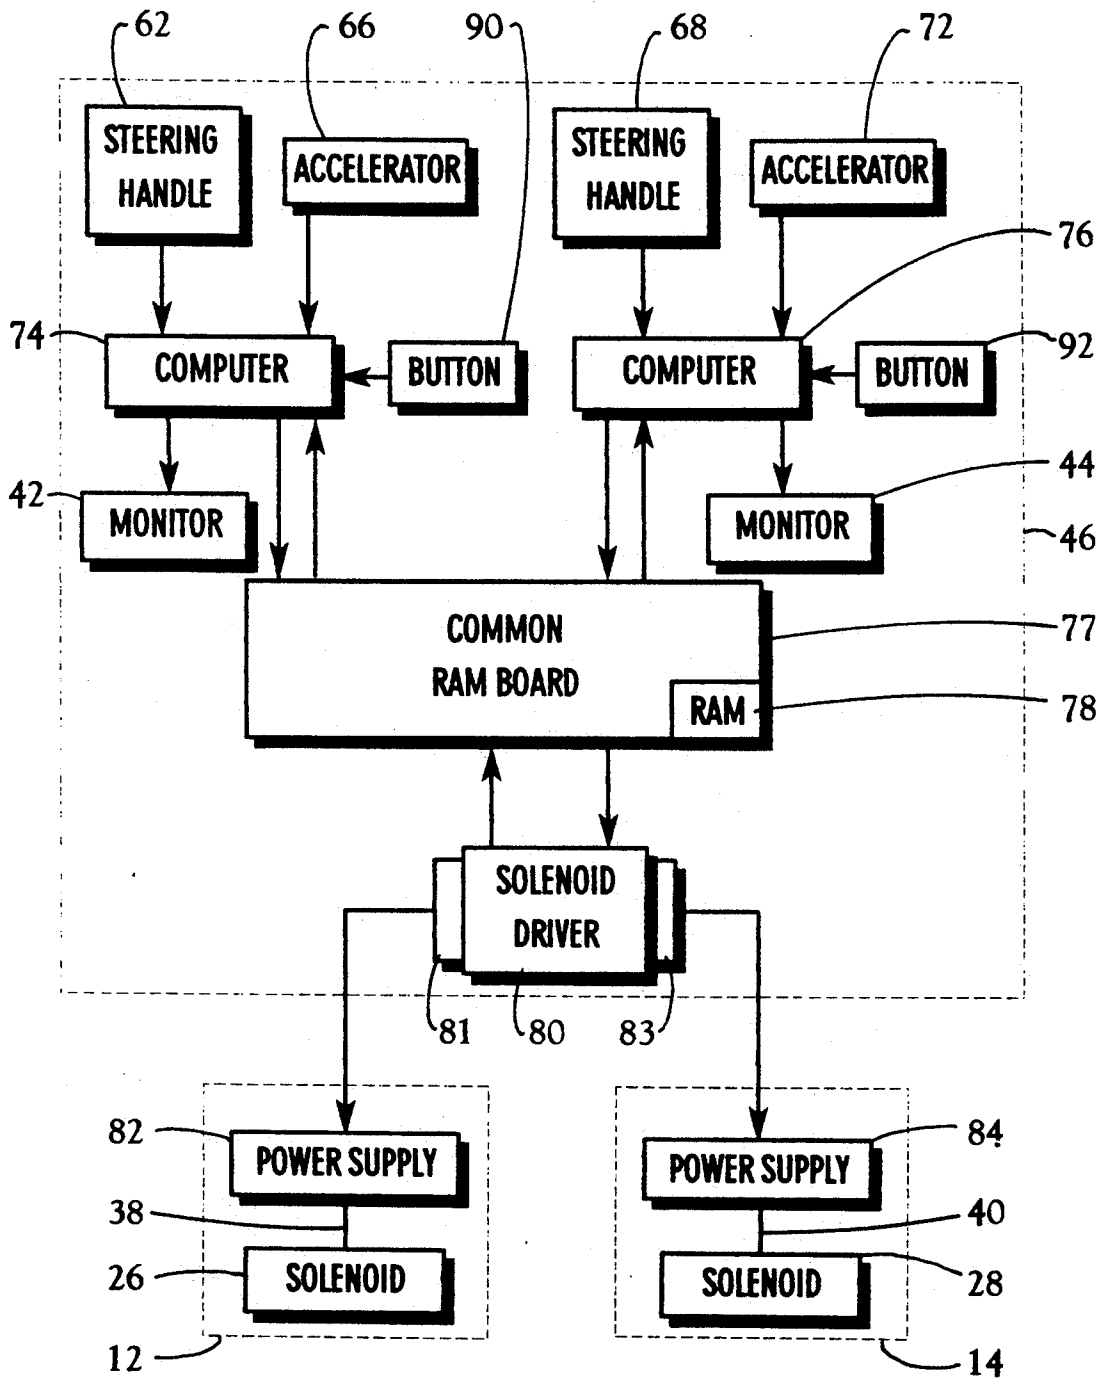 62 66 90 68 72
STEERING
HANDLE
ACCELERATOR
STEERING
HANDLE
ACCELERATOR
76
74
COMPUTER
BUTTON
COMPUTER
BUTTON
92
42
MONITOR
MONITOR
44
46
COMMON
RAM BOARD
77
RAM
78
SOLENOID
DRIVER
81 80 83
82
POWER SUPPLY
POWER SUPPLY
84
38
40
26
SOLENOID
SOLENOID
28
12
14